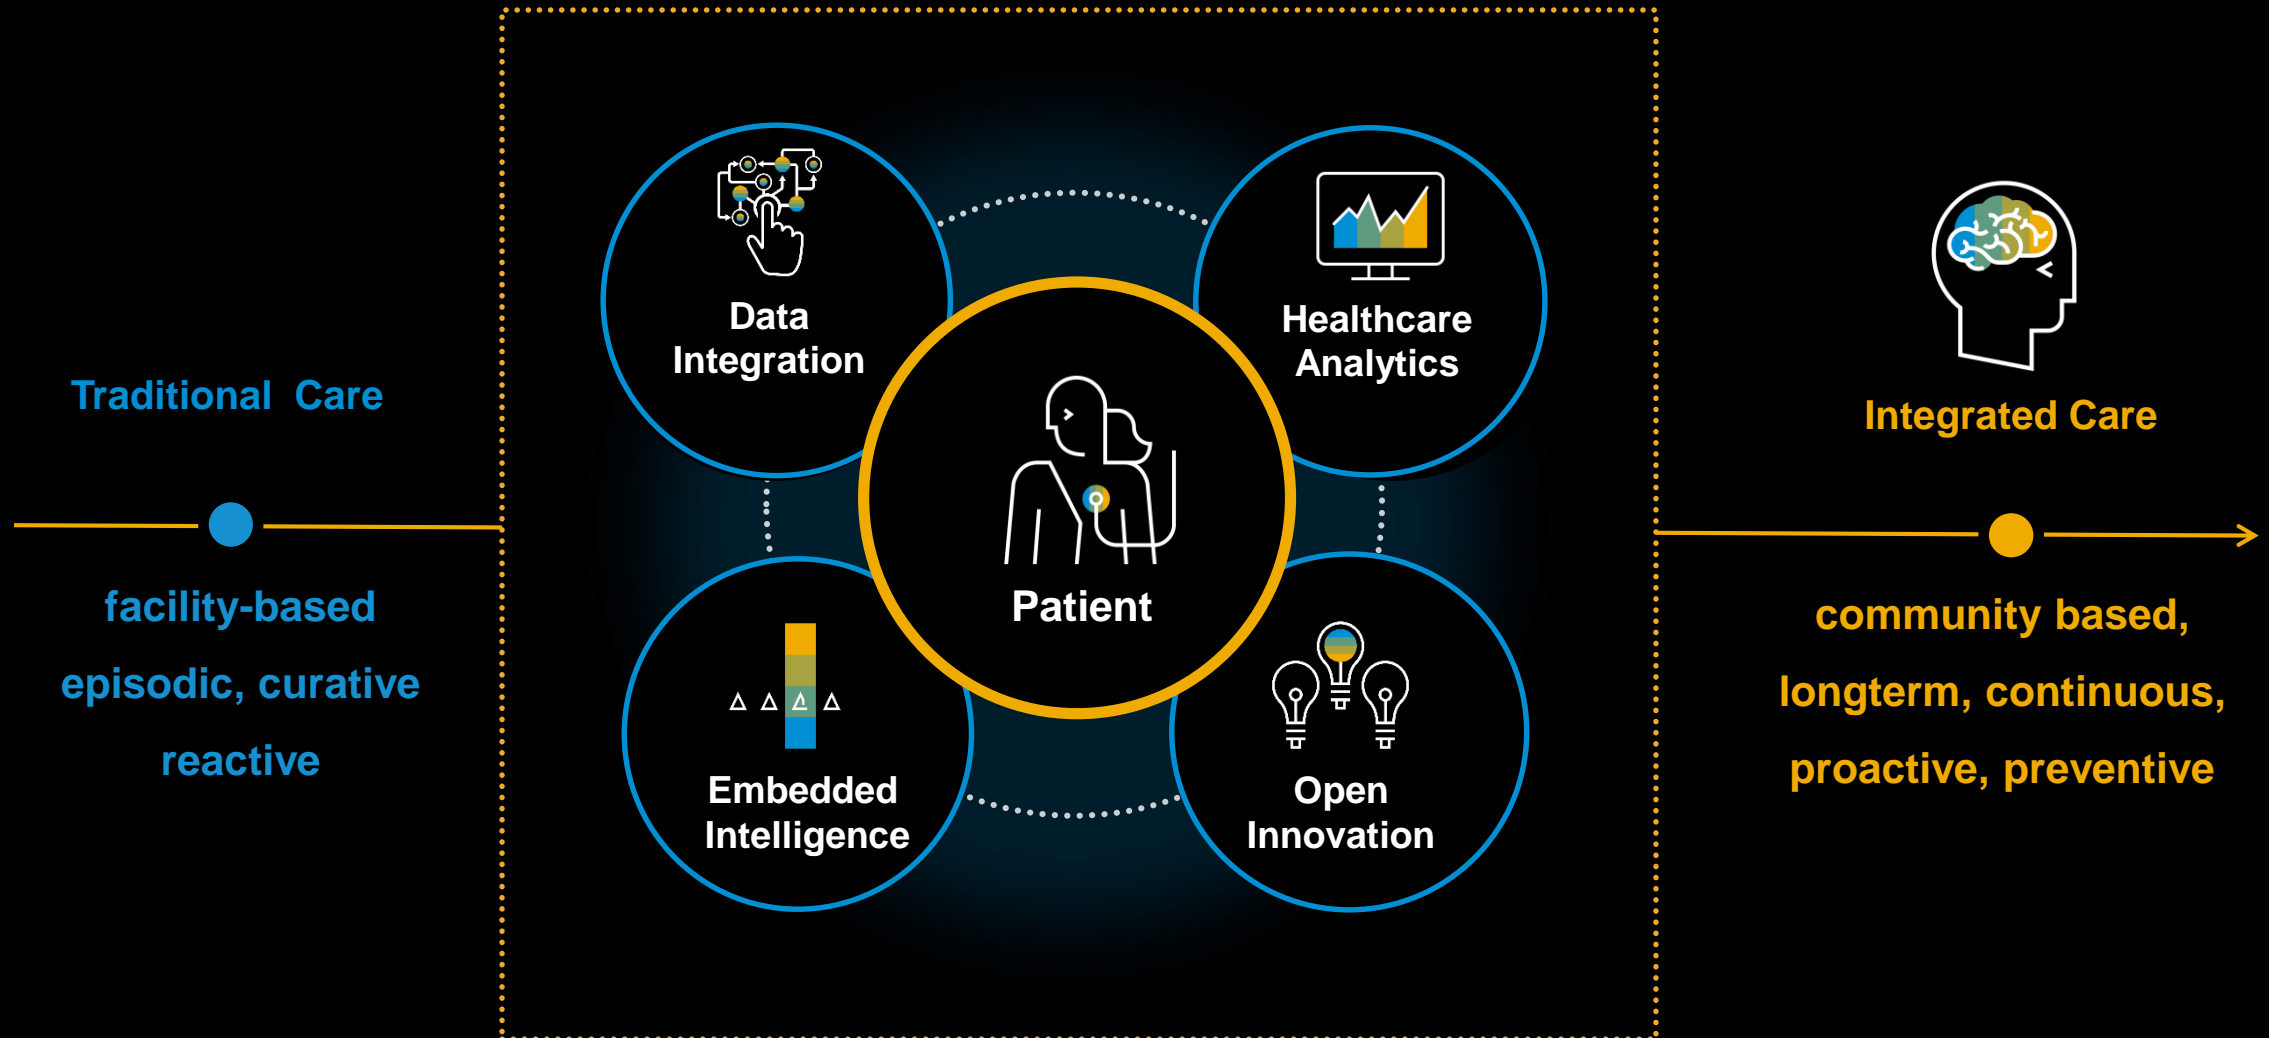 Traditional  Care
facility-based
episodic, curative
reactive
Data
Integration
Healthcare
Analytics
Patient
Embedded
Intelligence
Open
Innovation
Integrated Care
community based,
longterm, continuous,
proactive, preventive